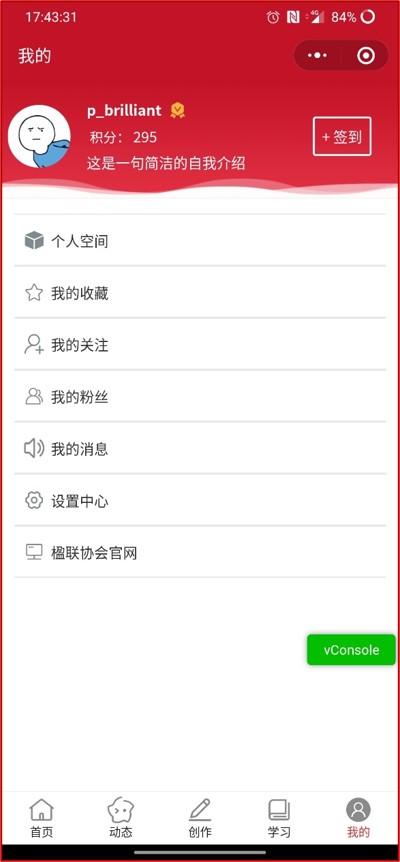 17:43:31
4G 84%
我的
p_brilliant
积分： 295
这是一句简洁的自我介绍
+ 签到
个人空间
我的收藏
我的关注
我的粉丝
我的消息
设置中心
楹联协会官网
vConsole
首页 动态 创作 学习 我的